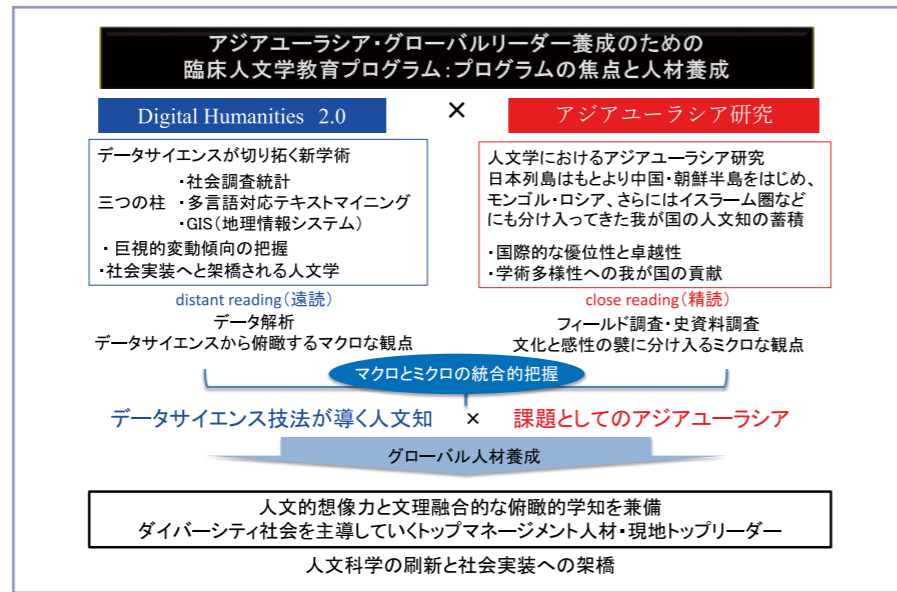 アジアユーラシア・グローバルリーダー養成のための
臨床人文学教育プログラム:プログラムの焦点と人材養成
Digital Humanities 2.0
×
アジアユーラシア研究
データサイエンスが切り拓く新学術
・社会調査統計
三つの柱 ・多言語対応テキストマイニング
・GIS(地理情報システム)
・巨視的変動傾向の把握
・社会実装へと架橋される人文学
人文学におけるアジアユーラシア研究
日本列島はもとより中国・朝鮮半島をはじめ、
モンゴル・ロシア、さらにはイスラーム圏など
にも分け入ってきた我が国の人文知の蓄積
・国際的な優位性と卓越性
・学術多様性への我が国の貢献
distant reading(遠読)
データ解析
データサイエンスから俯瞰するマクロな観点
close reading(精読)
フィールド調査・史資料調査
文化と感性の襞に分け入るミクロな観点
マクロとミクロの統合的把握
データサイエンス技法が導く人文知 × 課題としてのアジアユーラシア
グローバル人材養成
人文的想像力と文理融合的な俯瞰的学知を兼備
ダイバーシティ社会を主導していくトップマネージメント人材・現地トップリーダー
人文科学の刷新と社会実装への架橋